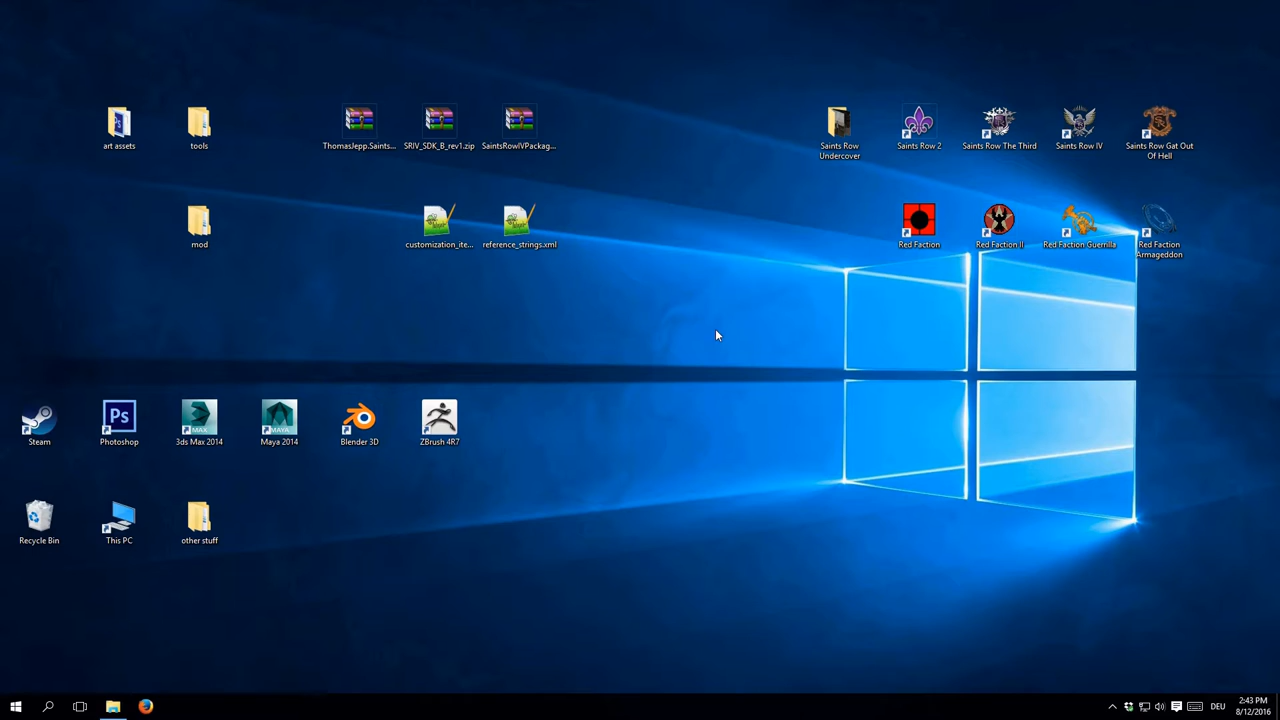 art assets
tools
ThomasJepp.Saints...
SRIV_SDK_B_rev1.zip
SaintsRowIVPackag...
Saints Row
Undercover
Saints Row 2
Saints Row The Third
Saints Row IV
Saints Row Gat Out
Of Hell
mod
customization_ite...
reference_strings.xml
Red Faction
Red Faction II
Red Faction Guerrilla
Red Faction
Armageddon
Steam
Ps
Photoshop
MAX
3ds Max 2014
MAYA
Maya 2014
Blender 3D
ZBrush 4R7
Recycle Bin
This PC
other stuff
DEU
2:43 PM
8/12/2016